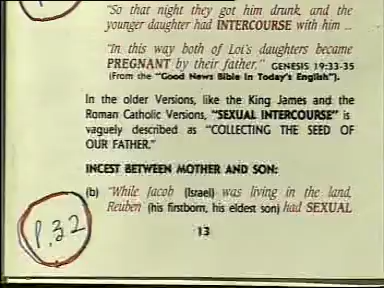 "So that night they got him drunk, and the
younger daughter had INTERCOURSE with him ..
"In this way both of Lot's daughters became
PREGNANT by their father," GENESIS 19:33-35
(From the "Good News Bible In Today's English").
In the older Versions, like the King James and the
Roman Catholic Versions, "SEXUAL INTERCOURSE" is
vaguely described as "COLLECTING THE SEED OF
OUR FATHER."
INCEST BETWEEN MOTHER AND SON:
(b) "While Jacob (Israel) was living in the land,
Reuben (his firstborn, his eldest son) had SEXUAL
P.32
13